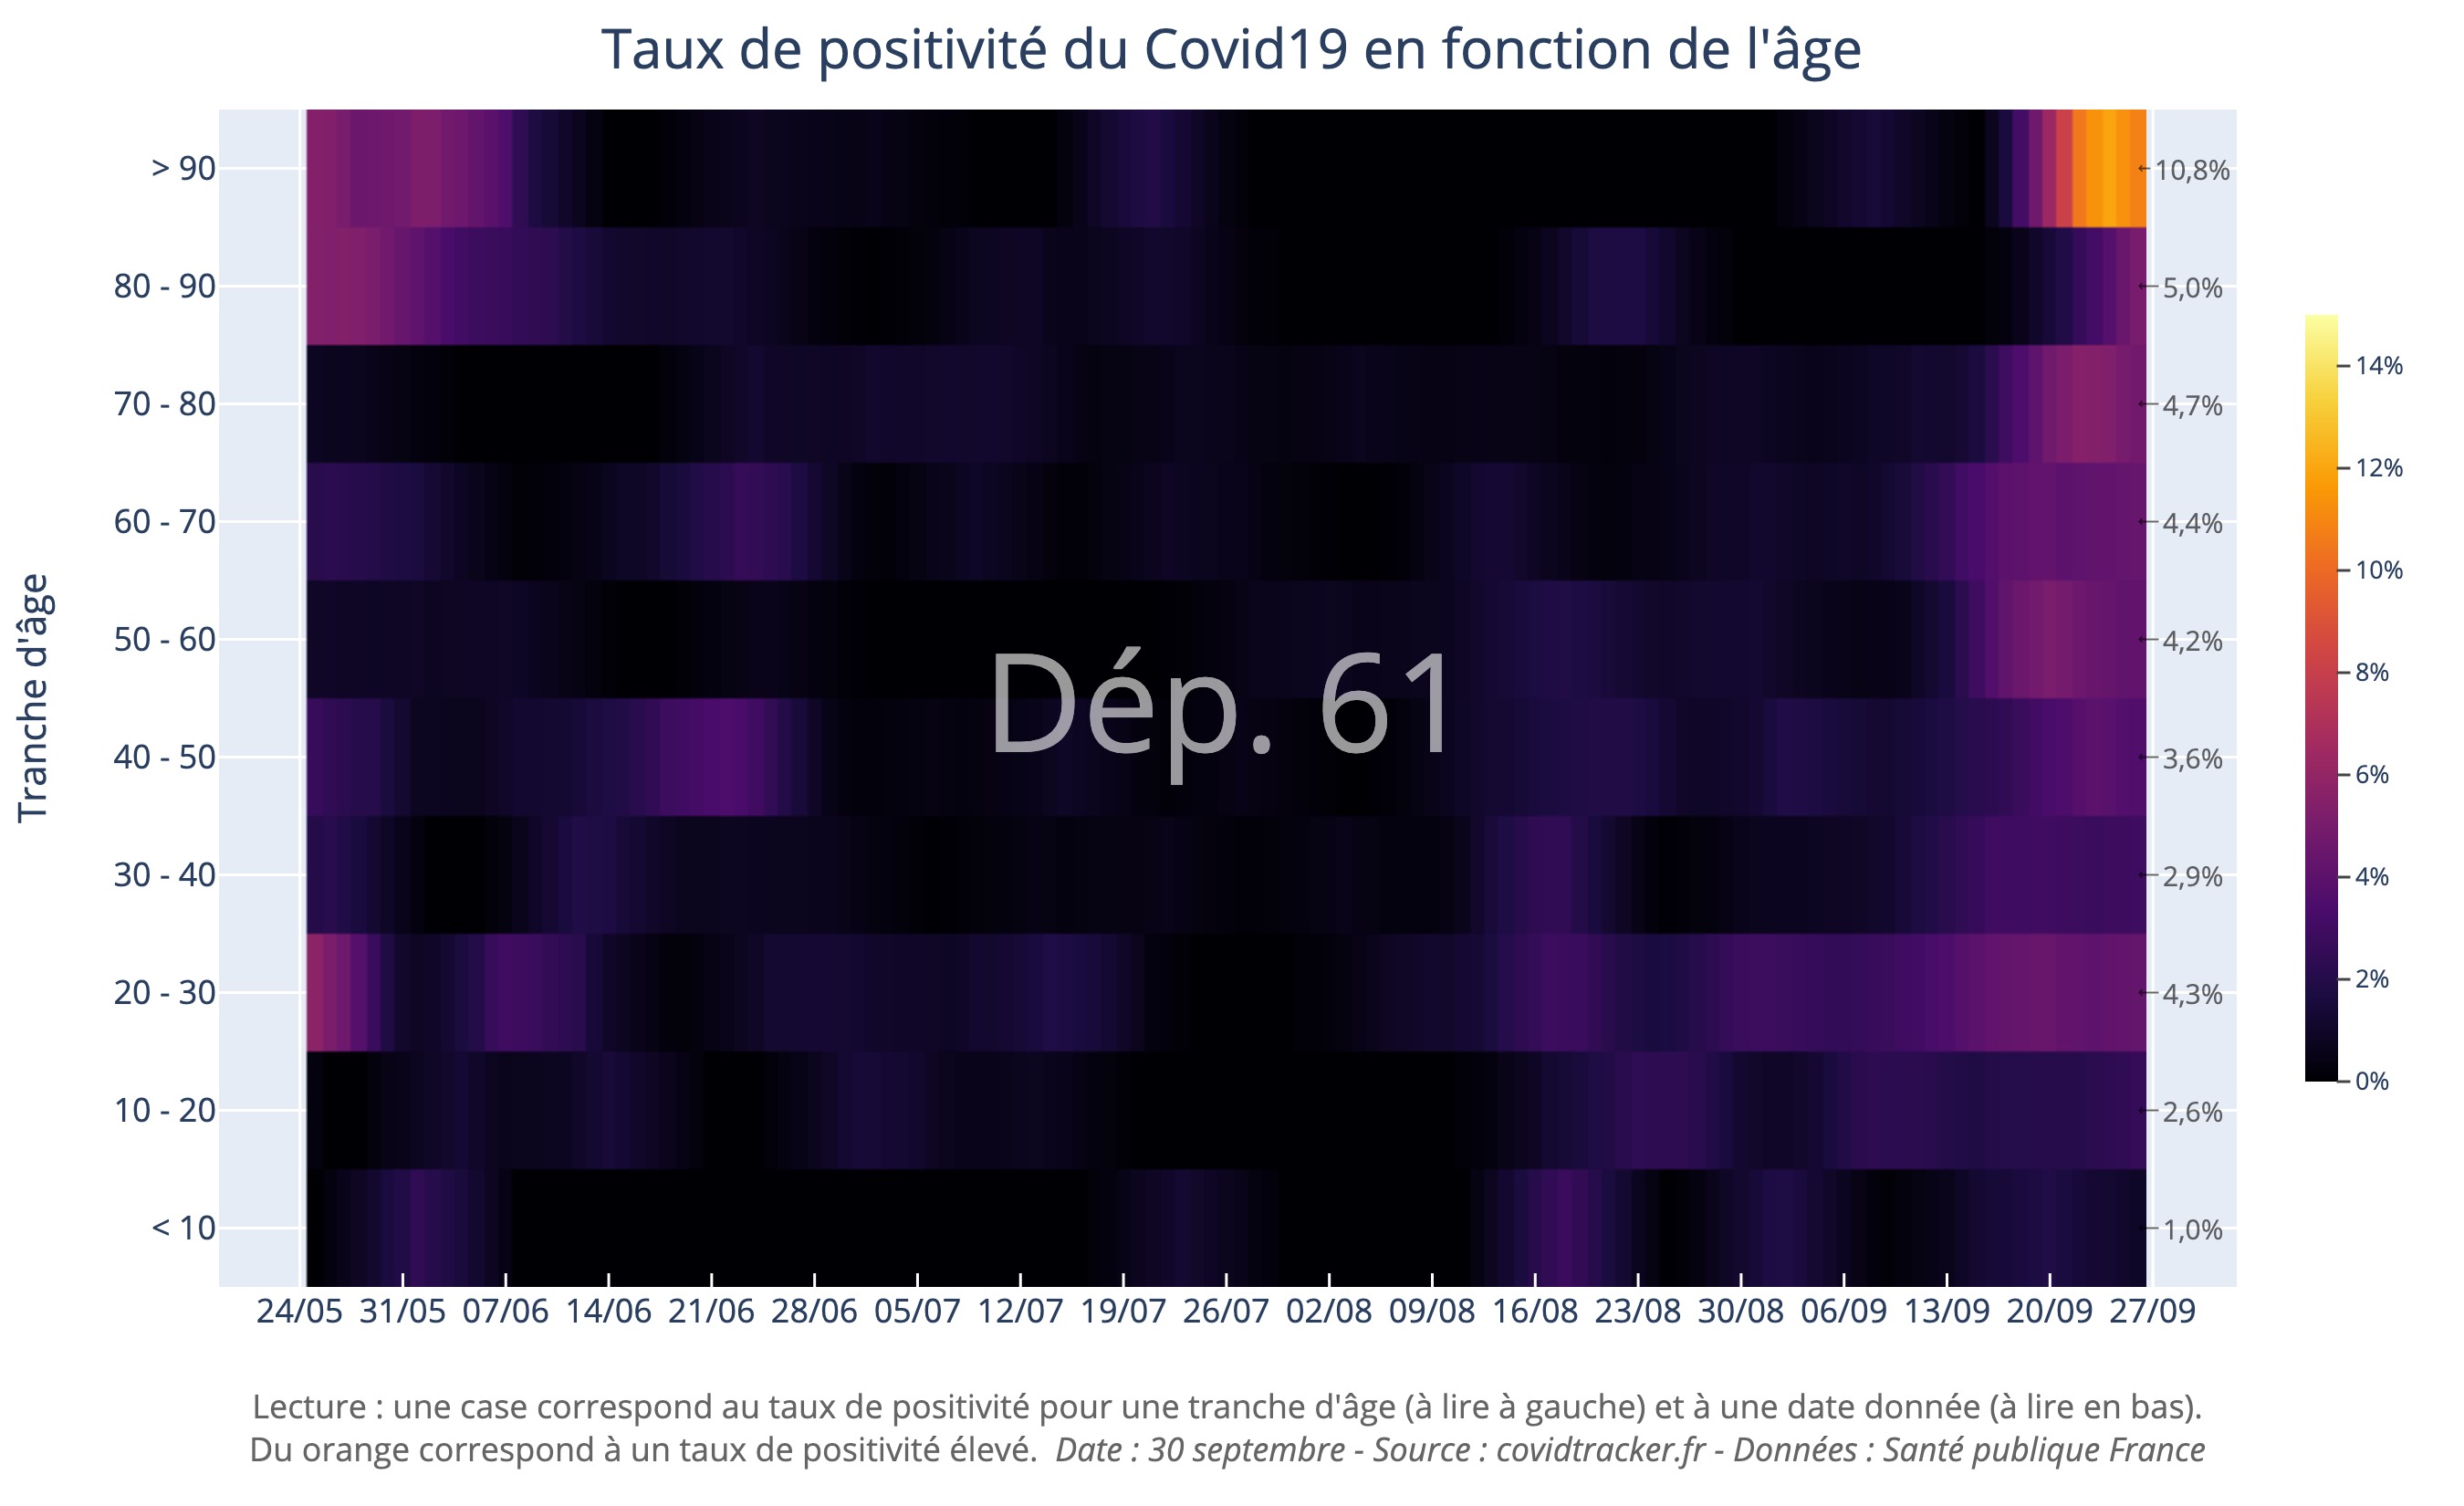 Taux de positivité du Covid19 en fonction de l'âge
Tranche d'âge
> 90
80 - 90
70 - 80
60 - 70
50 - 60
40 - 50
30 - 40
20 - 30
10 - 20
< 10
Dép. 61
10,8%
5,0%
4,7%
4,4%
4,2%
3,6%
2,9%
4,3%
2,6%
1,0%
14%
12%
10%
8%
6%
4%
2%
0%
24/05 31/05 07/06 14/06 21/06 28/06 05/07 12/07 19/07 26/07 02/08 09/08 16/08 23/08 30/08 06/09 13/09 20/09 27/09
Lecture : une case correspond au taux de positivité pour une tranche d'âge (à lire à gauche) et à une date donnée (à lire en bas).
Du orange correspond à un taux de positivité élevé. Date : 30 septembre - Source : covidtracker.fr - Données : Santé publique France